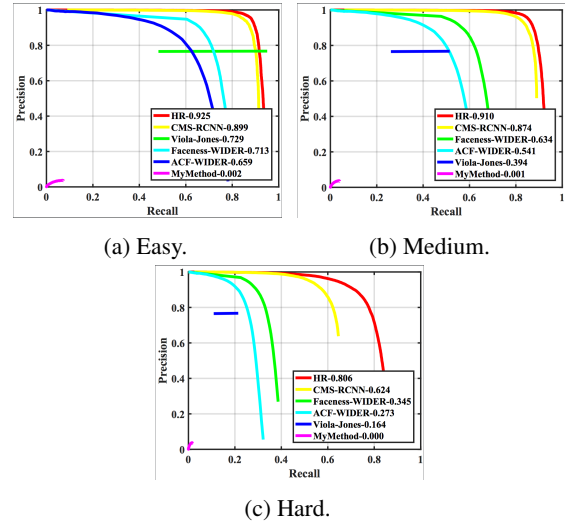 1
0.8
0.6
0.4
0.2
0
Precision
HR-0.925
CMS-RCNN-0.899
Viola-Jones-0.729
Faceness-WIDER-0.713
ACF-WIDER-0.659
MyMethod-0.002
0 0.2 0.4 0.6 0.8 1
Recall
(a) Easy.
1
0.8
0.6
0.4
0.2
0
Precision
HR-0.910
CMS-RCNN-0.874
Faceness-WIDER-0.634
ACF-WIDER-0.541
Viola-Jones-0.394
MyMethod-0.001
0 0.2 0.4 0.6 0.8 1
Recall
(b) Medium.
1
0.8
0.6
0.4
0.2
0
Precision
HR-0.806
CMS-RCNN-0.624
Faceness-WIDER-0.345
ACF-WIDER-0.273
Viola-Jones-0.164
MyMethod-0.000
0 0.2 0.4 0.6 0.8 1
Recall
(c) Hard.